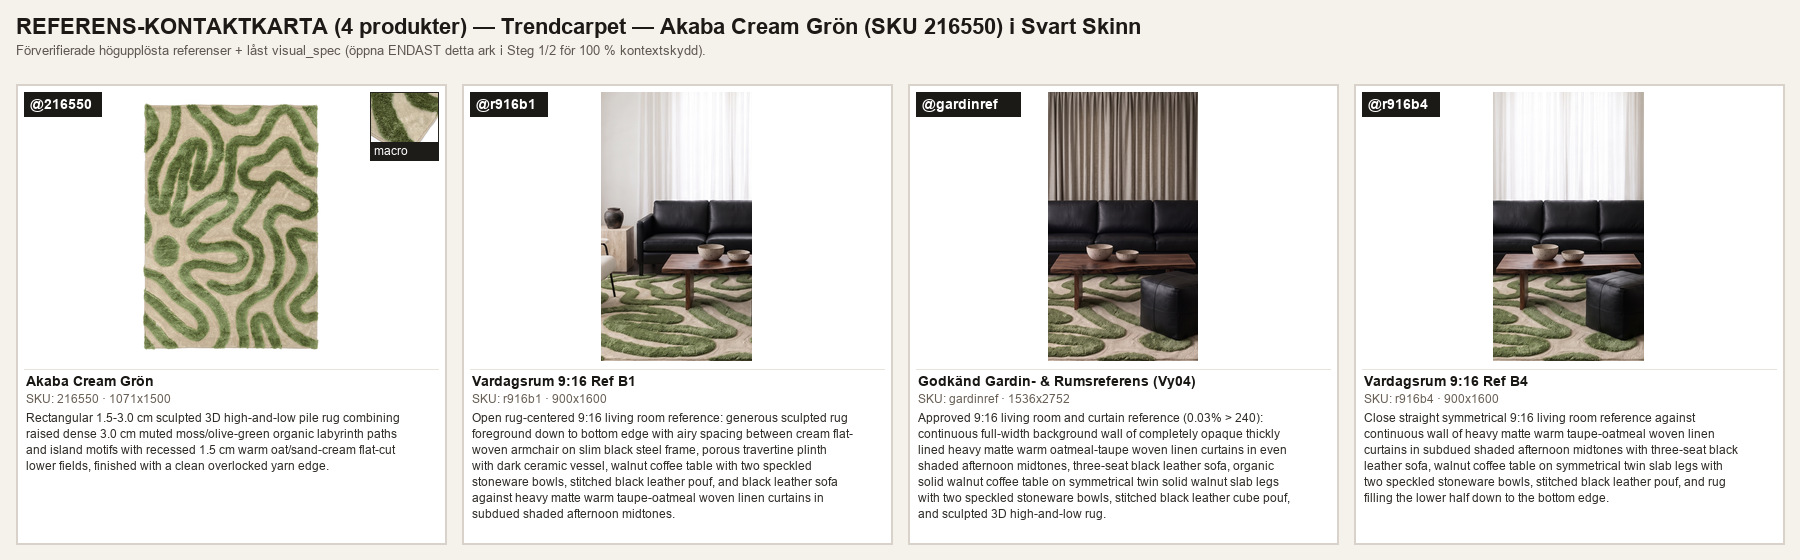 REFERENS-KONTAKTKARTA (4 produkter) — Trendcarpet — Akaba Cream Grön (SKU 216550) i Svart Skinn
Förverifierade högupplösta referenser + låst visual_spec (öppna ENDAST detta ark i Steg 1/2 för 100 % kontextskydd).
@216550
macro
Akaba Cream Grön
SKU: 216550 · 1071x1500
Rectangular 1.5-3.0 cm sculpted 3D high-and-low pile rug combining
raised dense 3.0 cm muted moss/olive-green organic labyrinth paths
and island motifs with recessed 1.5 cm warm oat/sand-cream flat-cut
lower fields, finished with a clean overlocked yarn edge.
@r916b1
Vardagsrum 9:16 Ref B1
SKU: r916b1 · 900x1600
Open rug-centered 9:16 living room reference: generous sculpted rug
foreground down to bottom edge with airy spacing between cream flat-
woven armchair on slim black steel frame, porous travertine plinth
with dark ceramic vessel, walnut coffee table with two speckled
stoneware bowls, stitched black leather pouf, and black leather sofa
against heavy matte warm taupe-oatmeal woven linen curtains in
subdued shaded afternoon midtones.
@gardinref
Godkänd Gardin- & Rumsreferens (Vy04)
SKU: gardinref · 1536x2752
Approved 9:16 living room and curtain reference (0.03% > 240):
continuous full-width background wall of completely opaque thickly
lined heavy matte warm oatmeal-taupe woven linen curtains in even
shaded afternoon midtones, three-seat black leather sofa, organic
solid walnut coffee table on symmetrical twin solid walnut slab legs
with two speckled stoneware bowls, stitched black leather cube pouf,
and sculpted 3D high-and-low rug.
@r916b4
Vardagsrum 9:16 Ref B4
SKU: r916b4 · 900x1600
Close straight symmetrical 9:16 living room reference against
continuous wall of heavy matte warm taupe-oatmeal woven linen
curtains in subdued shaded afternoon midtones with three-seat black
leather sofa, walnut coffee table on symmetrical twin slab legs with
two speckled stoneware bowls, stitched black leather pouf, and rug
filling the lower half down to the bottom edge.